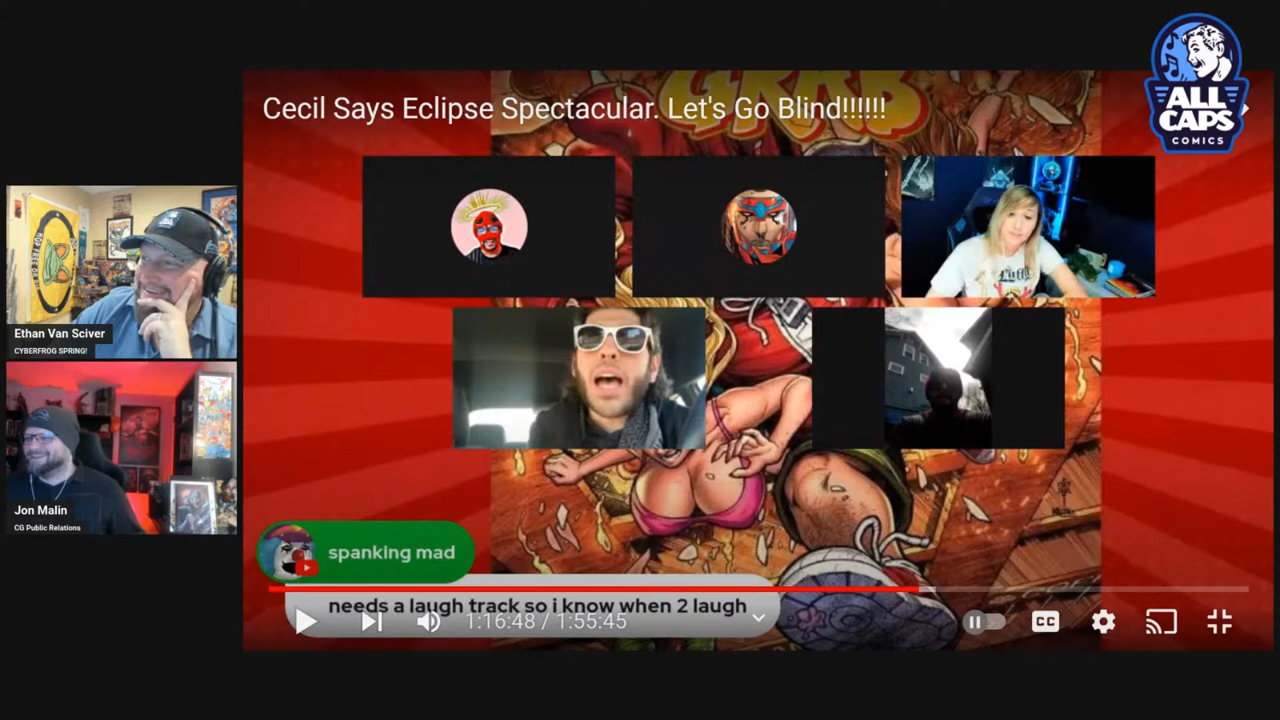 Cecil Says Eclipse Spectacular. Let's Go Blind!!!!!!
ALL
CAPS
COMICS
Ethan Van Sciver
CYBERFROG SPRING!
Jon Malin
CG Public Relations
spanking mad
needs a laugh track so i know when 2 laugh
1:16:48 / 1:55:45
CC